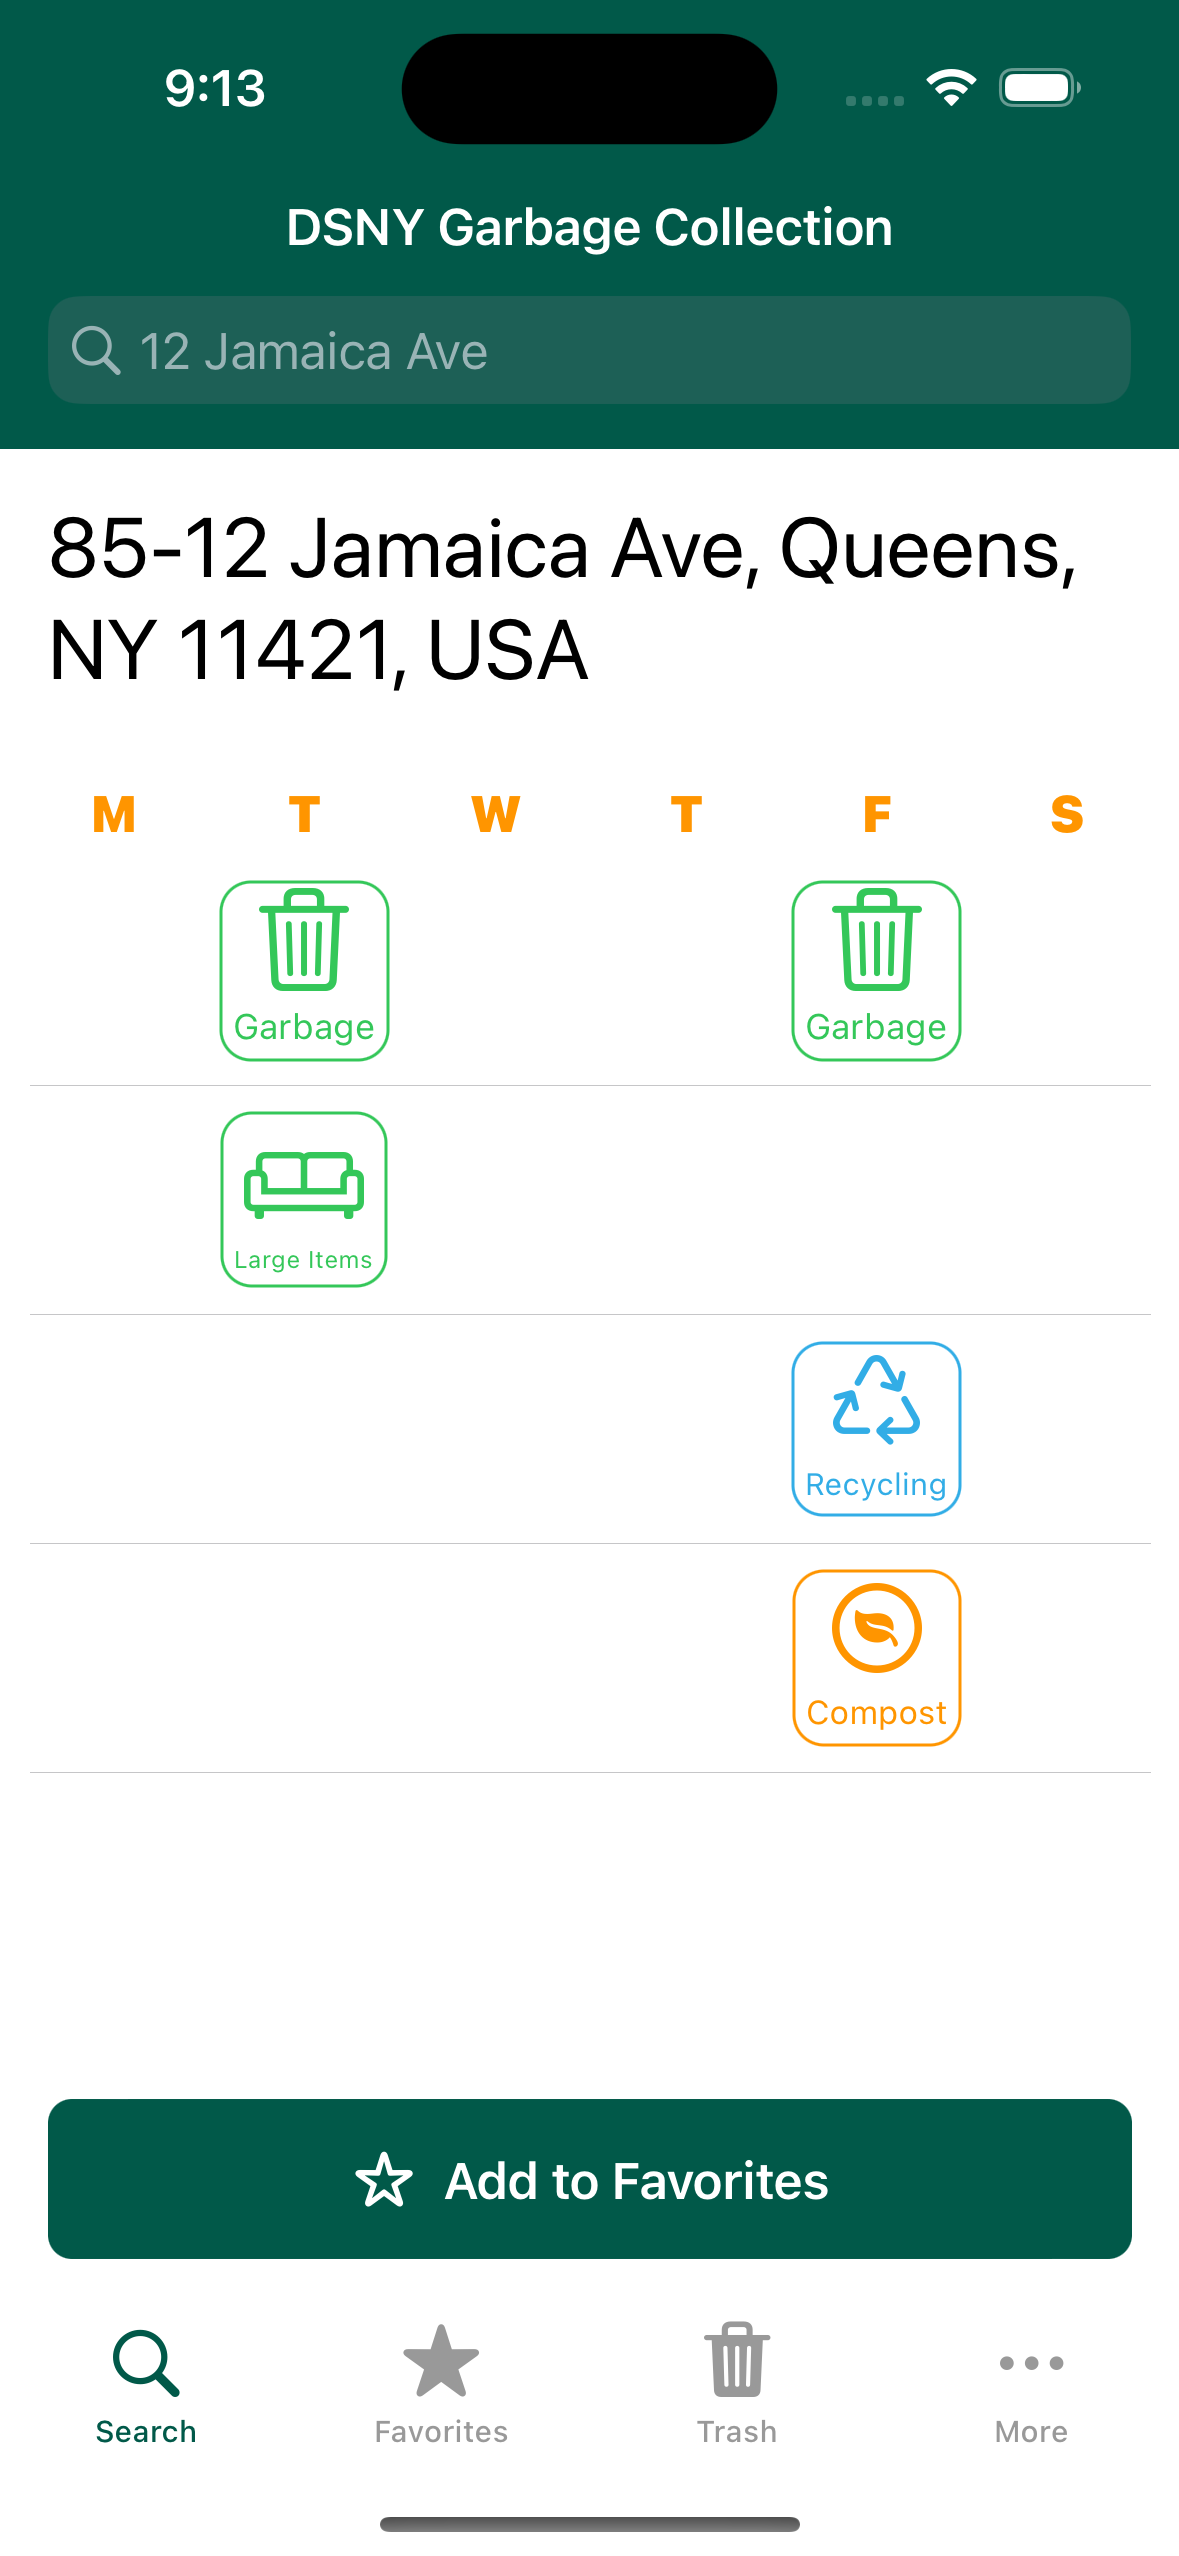 9:13
DSNY Garbage Collection
12 Jamaica Ave
85-12 Jamaica Ave, Queens,
NY 11421, USA
M T W T F S
Garbage Garbage
Large Items
Recycling
Compost
Add to Favorites
Search Favorites Trash More